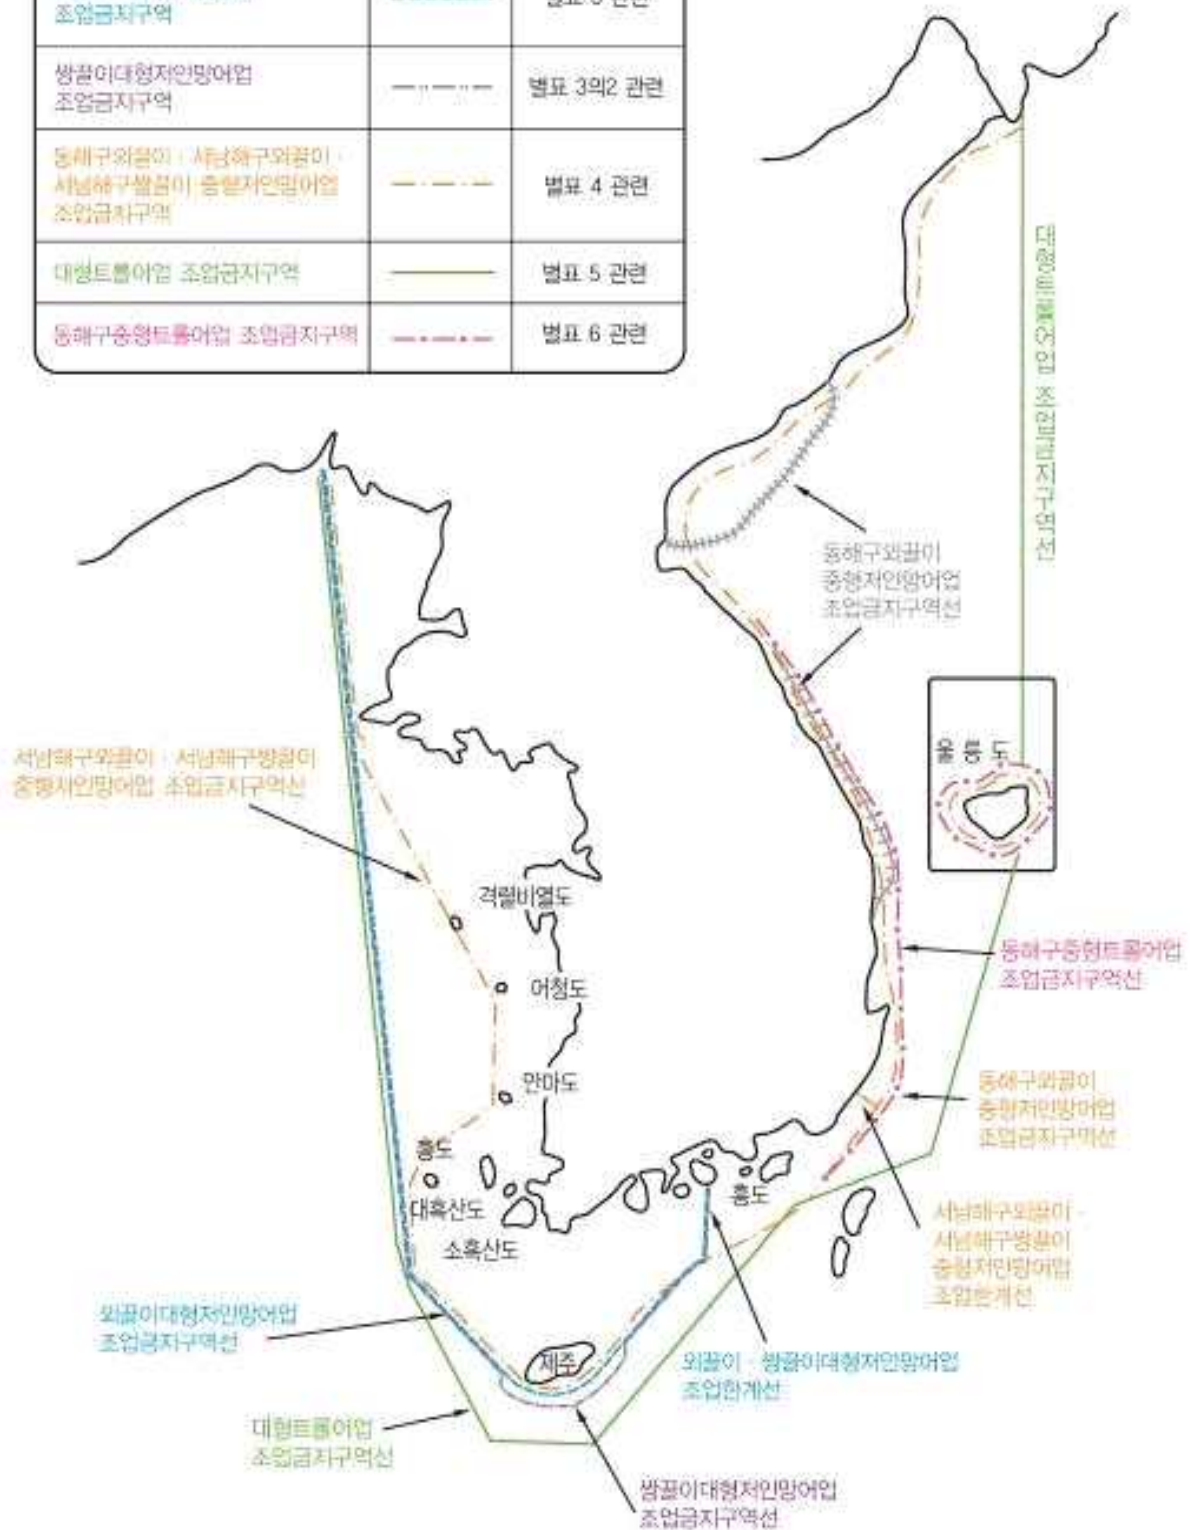 조업금지구역
별표 3 관련
쌍끌이대형저인망어업
조업금지구역
별표 3의2 관련
동해구외끌이 · 서남해구외끌이 ·
서남해구쌍끌이 중형저인망어업
조업금지구역
별표 4 관련
대형트롤어업 조업금지구역
별표 5 관련
동해구중형트롤어업 조업금지구역
별표 6 관련
대형트롤어업 조업금지구역선
동해구외끌이
중형저인망어업
조업금지구역선
울릉도
서남해구외끌이 · 서남해구쌍끌이
중형저인망어업 조업금지구역선
격렬비열도
어청도
안마도
홍도
대흑산도
소흑산도
홍도
제주
동해구중형트롤어업
조업금지구역선
동해구외끌이
중형저인망어업
조업금지구역선
서남해구외끌이 ·
서남해구쌍끌이
중형저인망어업
조업한계선
외끌이대형저인망어업
조업금지구역선
외끌이 · 쌍끌이대형저인망어업
조업한계선
대형트롤어업
조업금지구역선
쌍끌이대형저인망어업
조업금지구역선